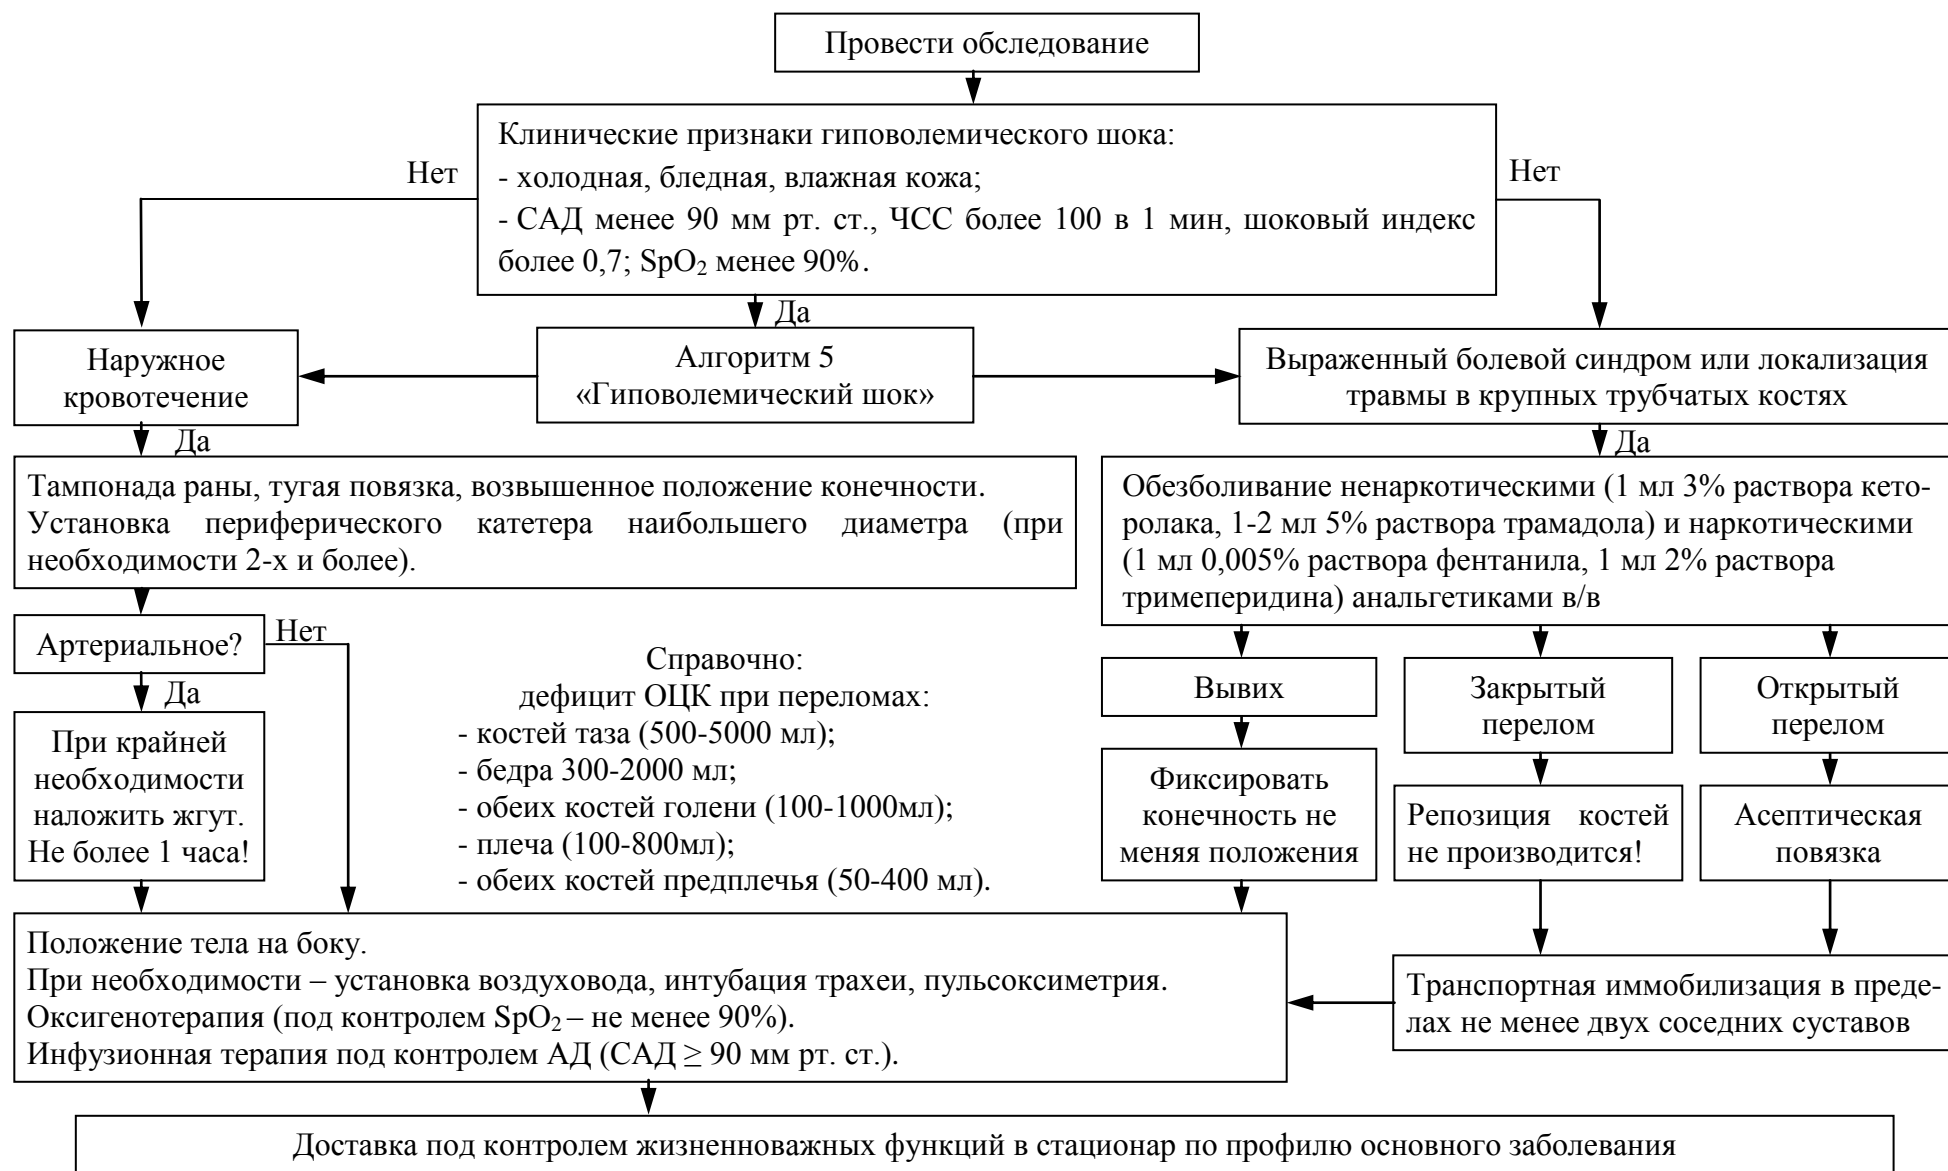 Провести обследование
Клинические признаки гиповолемического шока:
- холодная, бледная, влажная кожа;
- САД менее 90 мм рт. ст., ЧСС более 100 в 1 мин, шоковый индекс
более 0,7; SpO₂ менее 90%.
Нет
Нет
Да
Наружное
кровотечение
Алгоритм 5
«Гиповолемический шок»
Выраженный болевой синдром или локализация
травмы в крупных трубчатых костях
Да
Да
Тампонада раны, тугая повязка, возвышенное положение конечности.
Установка периферического катетера наибольшего диаметра (при
необходимости 2-х и более).
Обезболивание ненаркотическими (1 мл 3% раствора кето-
ролака, 1-2 мл 5% раствора трамадола) и наркотическими
(1 мл 0,005% раствора фентанила, 1 мл 2% раствора
тримеперидина) анальгетиками в/в
Артериальное?
Нет
Да
При крайней
необходимости
наложить жгут.
Не более 1 часа!
Справочно:
дефицит ОЦК при переломах:
- костей таза (500-5000 мл);
- бедра 300-2000 мл;
- обеих костей голени (100-1000мл);
- плеча (100-800мл);
- обеих костей предплечья (50-400 мл).
Вывих
Закрытый
перелом
Открытый
перелом
Фиксировать
конечность не
меняя положения
Репозиция костей
не производится!
Асептическая
повязка
Положение тела на боку.
При необходимости – установка воздуховода, интубация трахеи, пульсоксиметрия.
Оксигенотерапия (под контролем SpO₂ – не менее 90%).
Инфузионная терапия под контролем АД (САД ≥ 90 мм рт. ст.).
Транспортная иммобилизация в преде-
лах не менее двух соседних суставов
Доставка под контролем жизненноважных функций в стационар по профилю основного заболевания